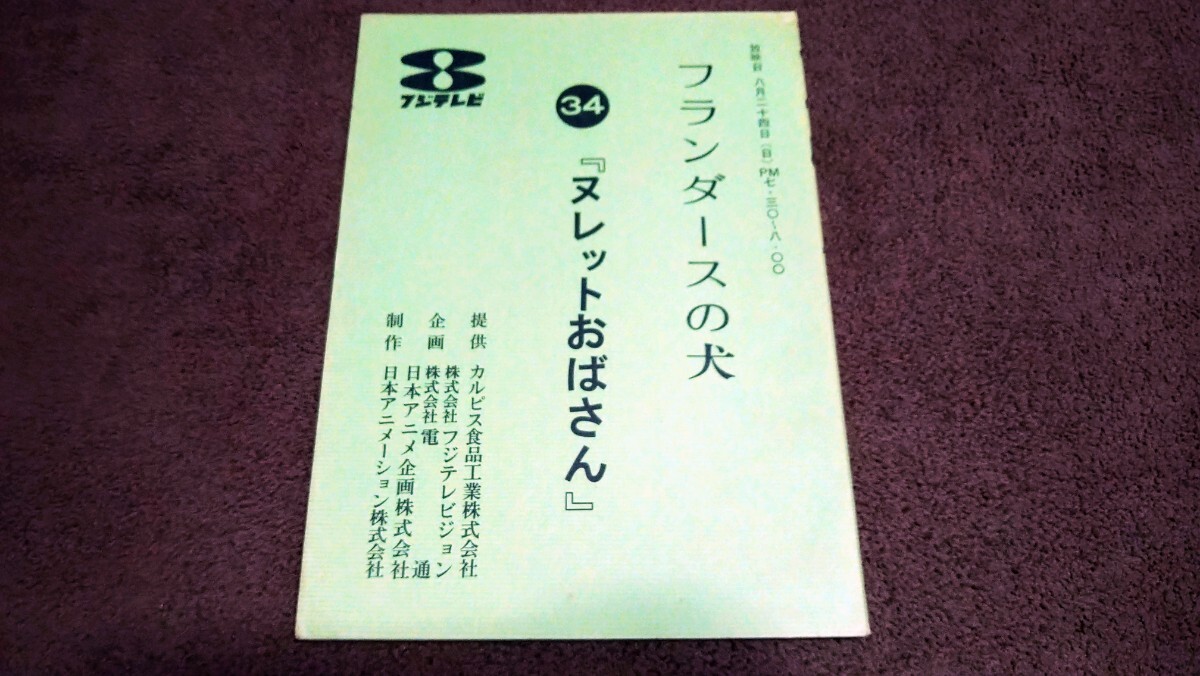 放映日 八月二十四日(日)PM七・三〇~八・〇〇
フランダースの犬
34
『ヌレットおばさん』
フジテレビ
提供 カルピス食品工業株式会社
企画 株式会社フジテレビジョン
株式会社電通
日本アニメ企画株式会社
制作 日本アニメーション株式会社